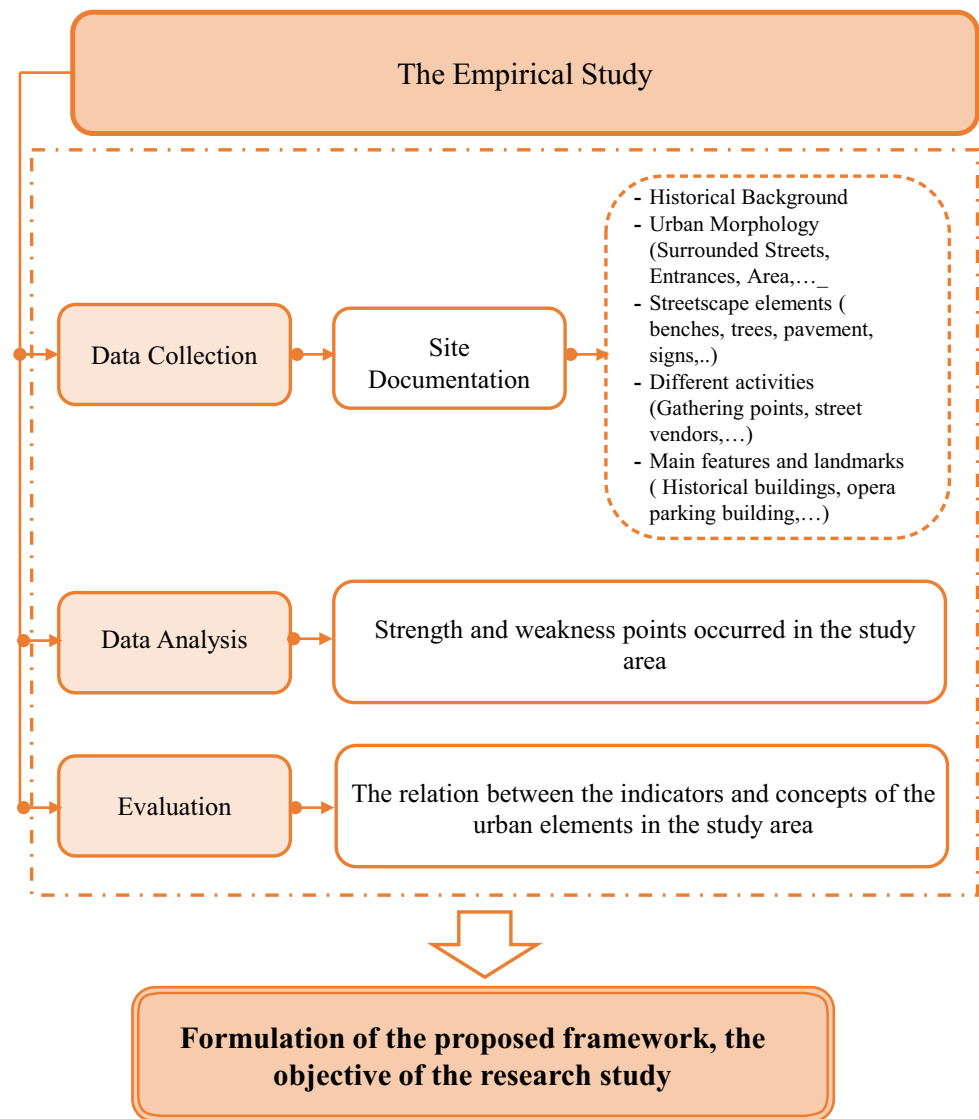 The Empirical Study
- Historical Background
- Urban Morphology
(Surrounded Streets,
Entrances, Area,…_
- Streetscape elements (
benches, trees, pavement,
signs,..)
- Different activities
(Gathering points, street
vendors,…)
- Main features and landmarks
( Historical buildings, opera
parking building,…)
Data Collection
Site
Documentation
Data Analysis
Strength and weakness points occurred in the study
area
Evaluation
The relation between the indicators and concepts of the
urban elements in the study area
Formulation of the proposed framework, the
objective of the research study